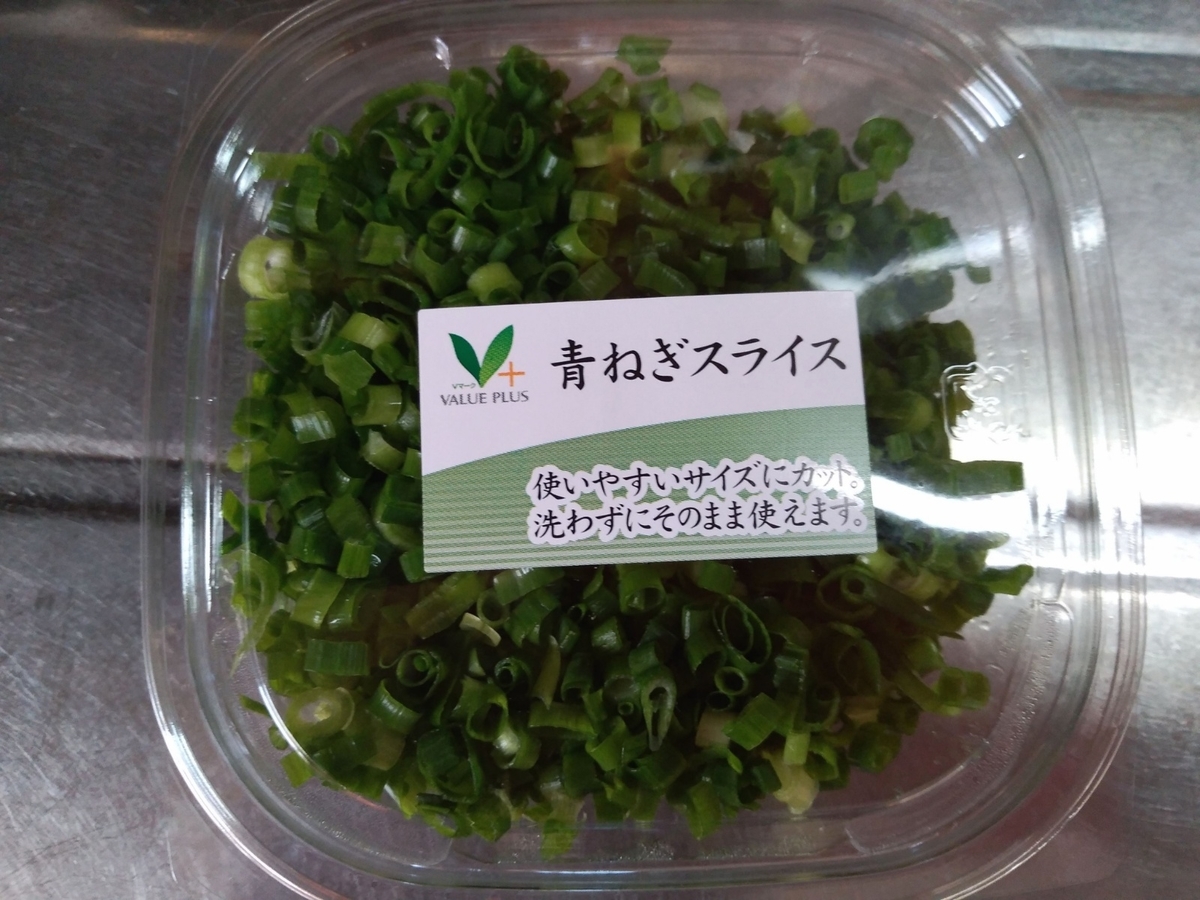 Vマーク
VALUE PLUS
青ねぎスライス
使いやすいサイズにカット。
洗わずにそのまま使えます。